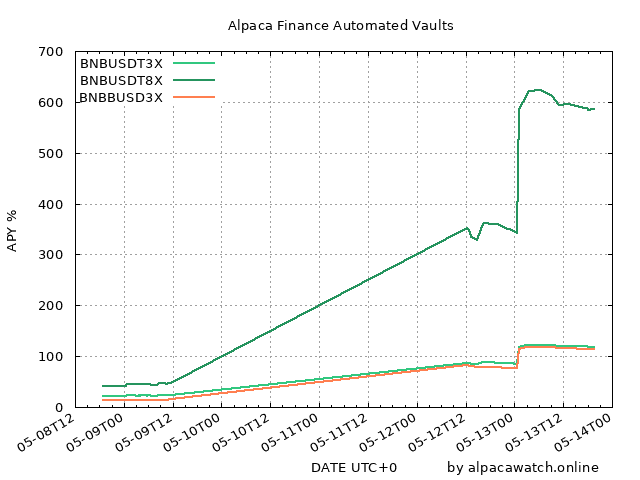 Alpaca Finance Automated Vaults
700
600
500
400
300
200
100
0
APY %
BNBUSDT3X
BNBUSDT8X
BNBBUSD3X
05-08T12
05-09T00
05-09T12
05-10T00
05-10T12
05-11T00
05-11T12
05-12T00
05-12T12
05-13T00
05-13T12
05-14T00
DATE UTC+0
by alpacawatch.online